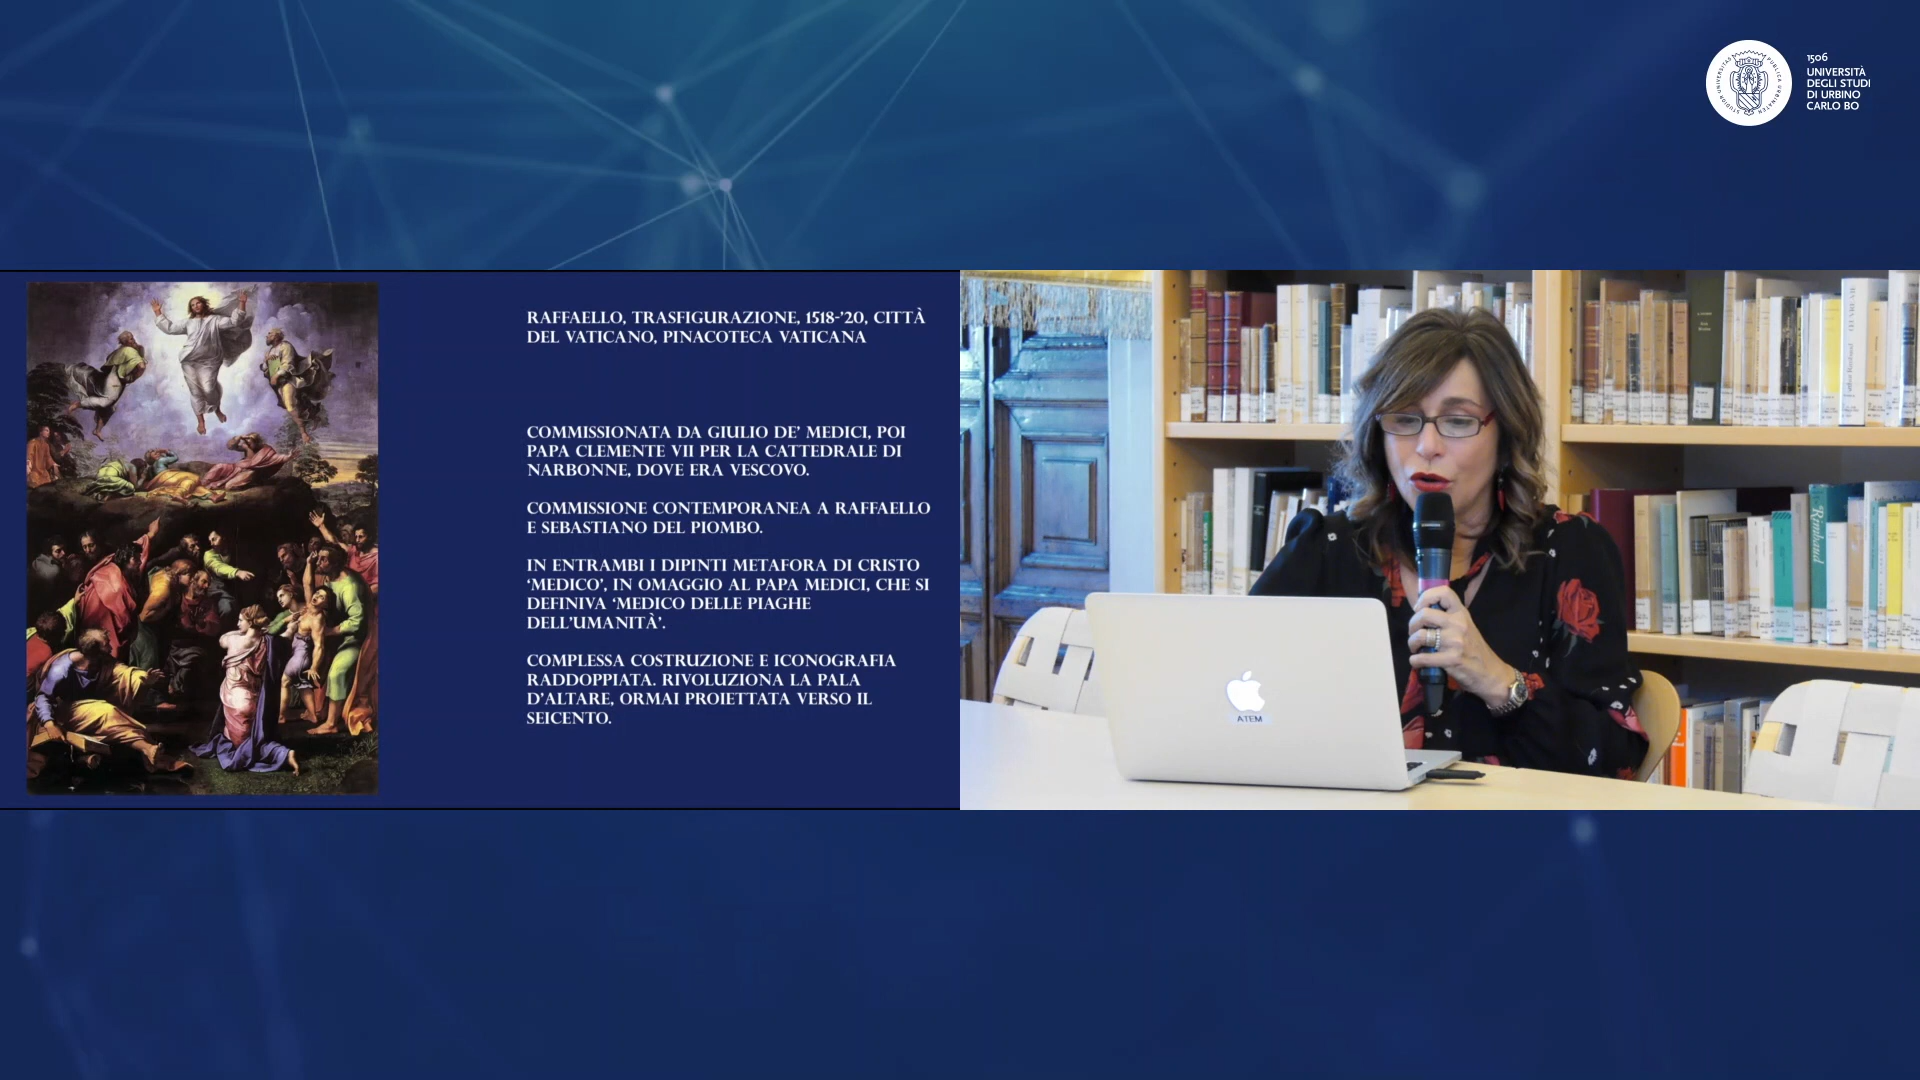 1506
UNIVERSITÀ
DEGLI STUDI
DI URBINO
CARLO BO
RAFFAELLO, TRASFIGURAZIONE, 1518-'20, CITTÀ
DEL VATICANO, PINACOTECA VATICANA
COMMISSIONATA DA GIULIO DE' MEDICI, POI
PAPA CLEMENTE VII PER LA CATTEDRALE DI
NARBONNE, DOVE ERA VESCOVO.
COMMISSIONE CONTEMPORANEA A RAFFAELLO
E SEBASTIANO DEL PIOMBO.
IN ENTRAMBI I DIPINTI METAFORA DI CRISTO
‘MEDICO’, IN OMAGGIO AL PAPA MEDICI, CHE SI
DEFINIVA ‘MEDICO DELLE PIAGHE
DELL’UMANITÀ’.
COMPLESSA COSTRUZIONE E ICONOGRAFIA
RADDOPPIATA. RIVOLUZIONA LA PALA
D’ALTARE, ORMAI PROIETTATA VERSO IL
SEICENTO.
ATEM
Rimbaud